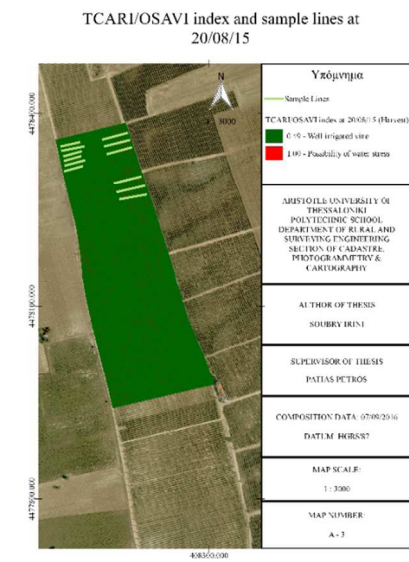 TCARI/OSAVI index and sample lines at
20/08/15
Υπόμνημα
Sample Lines
TCARI/OSAVI index at 20/08/15 (Harvest)
0.19 - Well irrigated vine
1.00 - Possibility of water stress
N
3000
ARISTOTLE UNIVERSITY OF
THESSALONIKI
POLYTECHNIC SCHOOL
DEPARTMENT OF RURAL AND
SURVEYING ENGINEERING
SECTION OF CADASTRE,
PHOTOGRAMMETRY &
CARTOGRAPHY
AUTHOR OF THESIS
SOUBRY IRINI
SUPERVISOR OF THESIS
PATIAS PETROS
COMPOSITION DATA: 07/09/2016
DATUM: HGRS'87
MAP SCALE:
1 : 3000
MAP NUMBER:
A - 3
4478400.000
4478100.000
4477800.000
408300.000